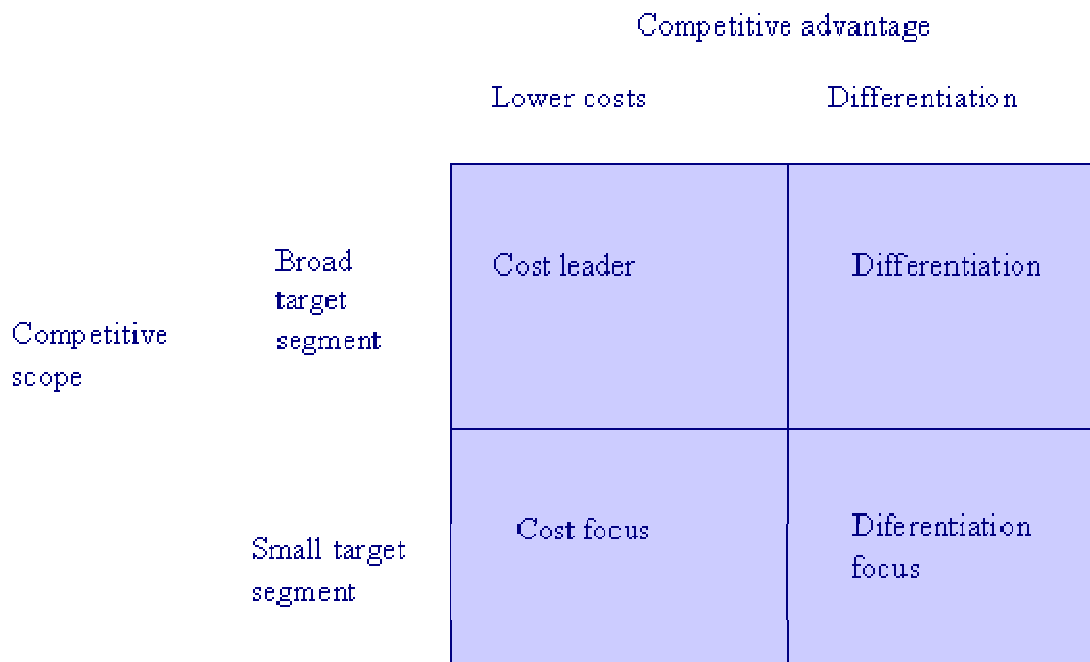 Competitive advantage
Lower costs
Differentiation
Broad
target
segment
Cost leader
Differentiation
Competitive
scope
Small target
segment
Cost focus
Diferentiation
focus